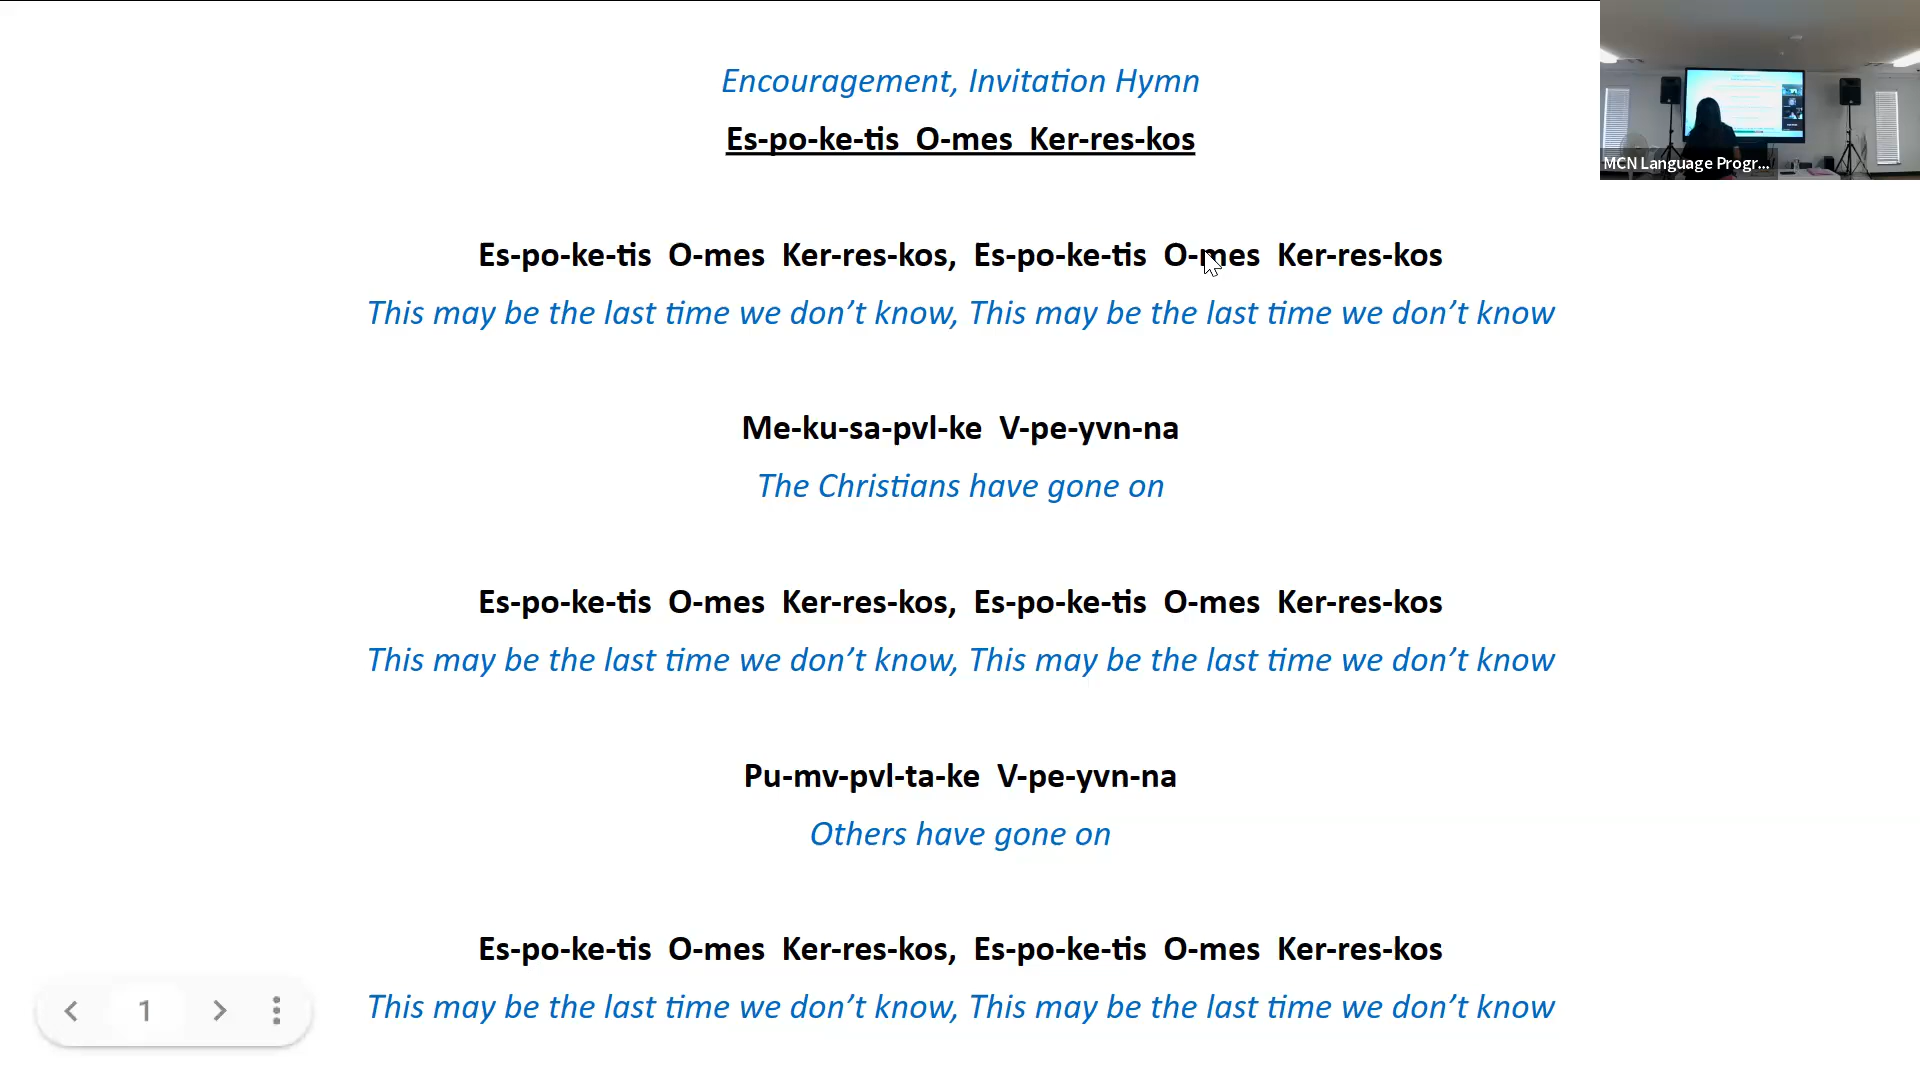 Encouragement, Invitation Hymn
Es-po-ke-tis O-mes Ker-res-kos
Es-po-ke-tis O-mes Ker-res-kos, Es-po-ke-tis O-mes Ker-res-kos
This may be the last time we don’t know, This may be the last time we don’t know
Me-ku-sa-pvl-ke V-pe-yvn-na
The Christians have gone on
Es-po-ke-tis O-mes Ker-res-kos, Es-po-ke-tis O-mes Ker-res-kos
This may be the last time we don’t know, This may be the last time we don’t know
Pu-mv-pvl-ta-ke V-pe-yvn-na
Others have gone on
Es-po-ke-tis O-mes Ker-res-kos, Es-po-ke-tis O-mes Ker-res-kos
This may be the last time we don’t know, This may be the last time we don’t know
MCN Language Progr...
1